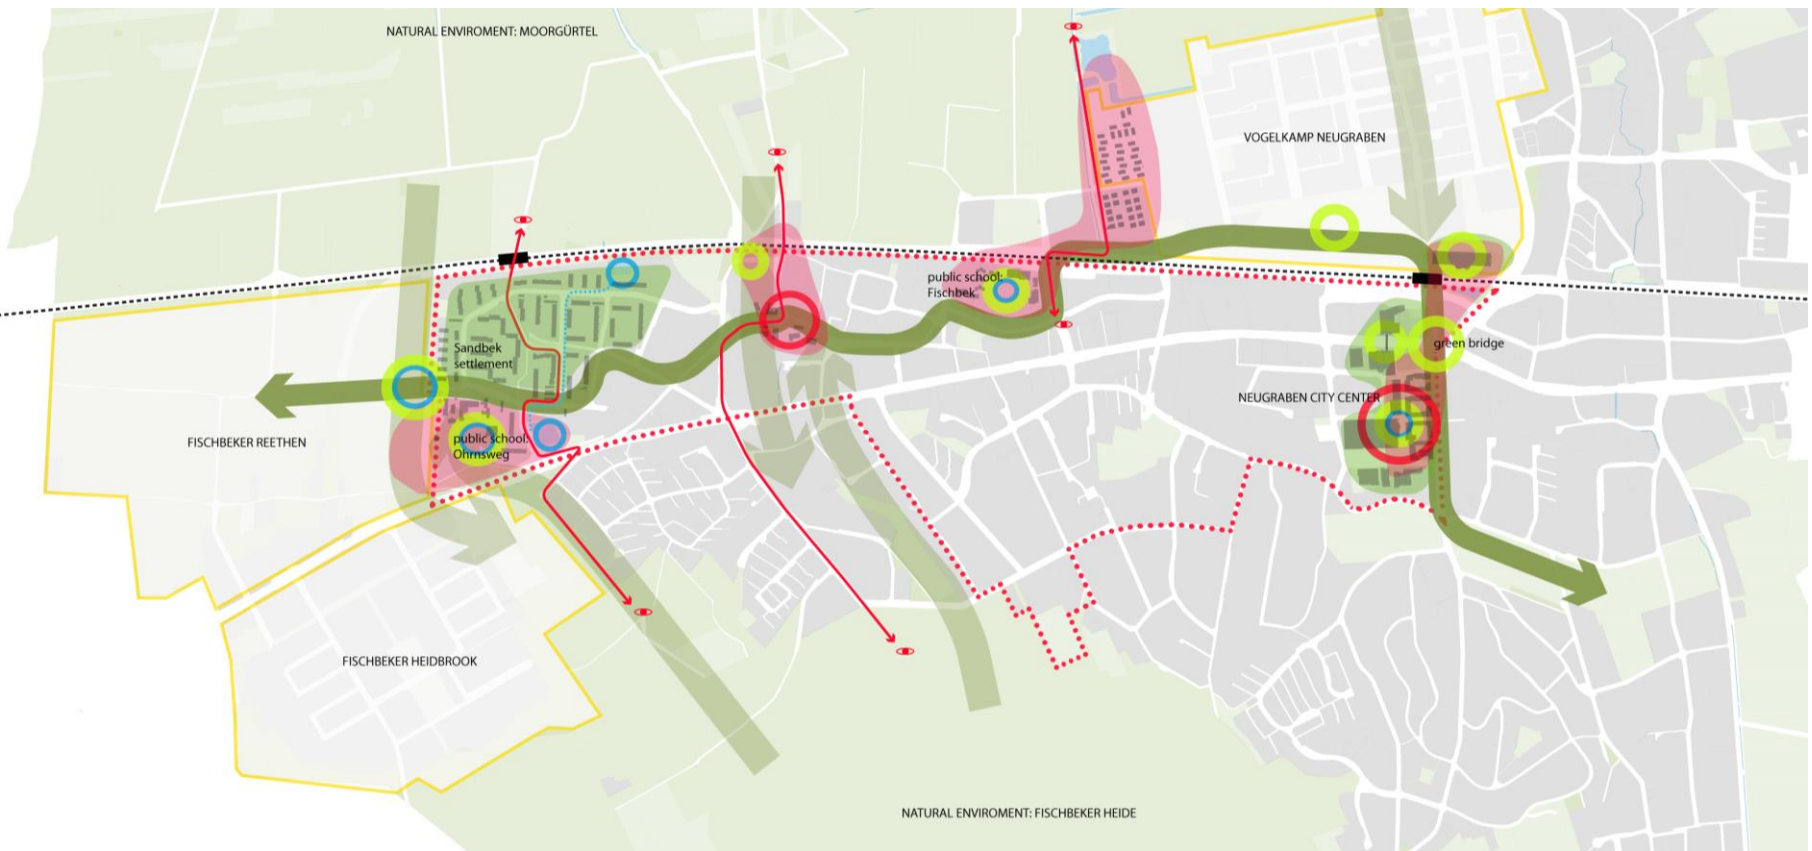 NATURAL ENVIROMENT: MOORGÜRTEL
VOGELKAMP NEUGRABEN
public school:
Fischbek
Sandbek
settlement
green bridge
NEUGRABEN CITY CENTER
FISCHBEKER REETHEN
public school:
Ohrnsweg
FISCHBEKER HEIDBROOK
NATURAL ENVIROMENT: FISCHBEKER HEIDE